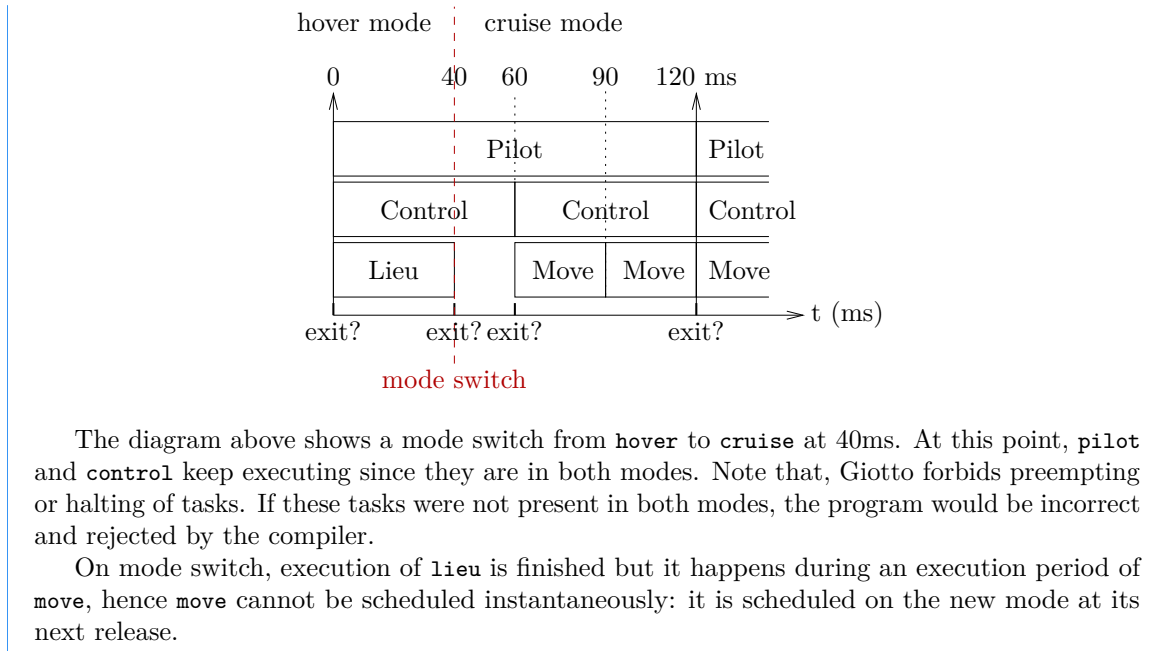 hover mode cruise mode
0 40 60 90 120 ms
Pilot Pilot
Control Control Control
Lieu Move Move Move
t (ms)
exit? exit? exit? exit?
mode switch
The diagram above shows a mode switch from hover to cruise at 40ms. At this point, pilot
and control keep executing since they are in both modes. Note that, Giotto forbids preempting
or halting of tasks. If these tasks were not present in both modes, the program would be incorrect
and rejected by the compiler.
On mode switch, execution of lieu is finished but it happens during an execution period of
move, hence move cannot be scheduled instantaneously: it is scheduled on the new mode at its
next release.